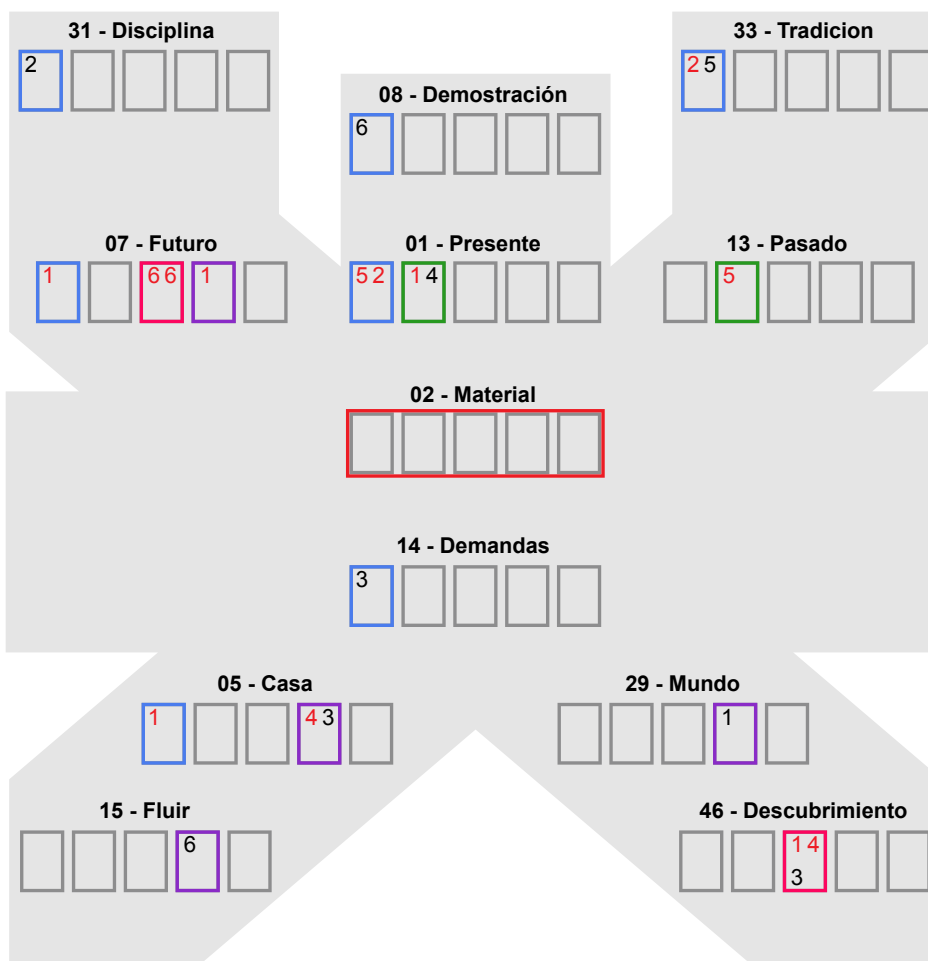 31 - Disciplina
33 - Tradicion
2
2 5
08 - Demostración
6
07 - Futuro
01 - Presente
13 - Pasado
1
6 6
1
5 2
1 4
5
02 - Material
14 - Demandas
3
05 - Casa
29 - Mundo
1
4 3
1
15 - Fluir
46 - Descubrimiento
6
1 4
3